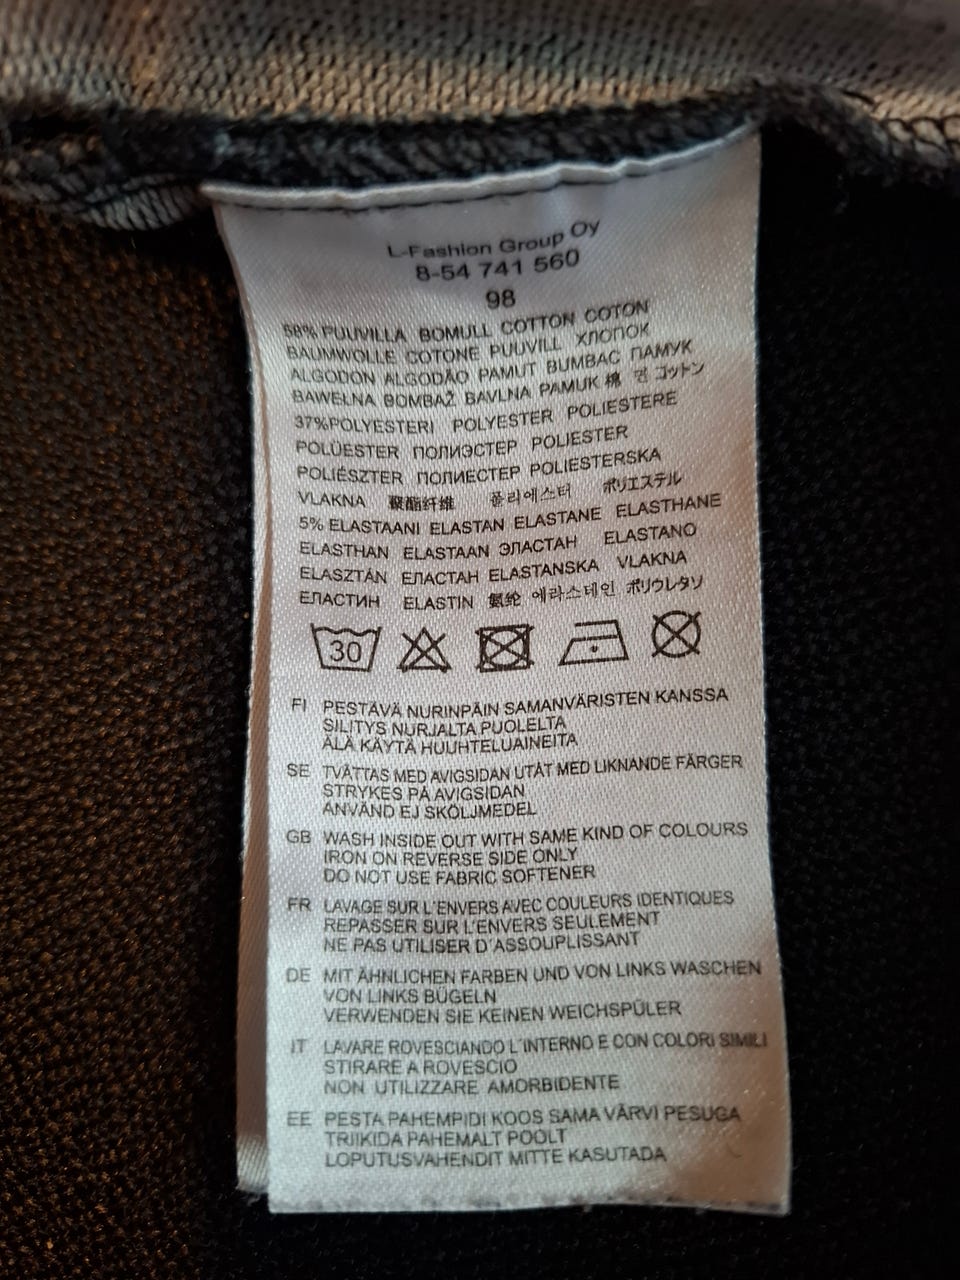 L-Fashion Group Oy
8-54 741 560
98
58% PUUVILLA BOMULL COTTON COTON
BAUMWOLLE COTONE PUUVILL ХЛОПОК
ALGODON ALGODÃO PAMUT BUMBAC ПАМУК
BAWEŁNA BOMBAŽ BAVLNA PAMUK 棉 면 コットン
37%POLYESTERI POLYESTER POLIESTERE
POLÜESTER ПОЛИЭСТЕР POLIESTER
POLIÉSZTER ПОЛИЕСТЕР POLIESTERSKA
VLAKNA 聚酯纤维 폴리에스터 ポリエステル
5% ELASTAANI ELASTAN ELASTANE ELASTHANE
ELASTHAN ELASTAAN ЭЛАСТАН ELASTANO
ELASZTÁN ЕЛАСТАН ELASTANSKA VLAKNA
ЕЛАСТИН ELASTIN 氨纶 에라스테인 ポリウレタソ
30
FI PESTÄVÄ NURINPÄIN SAMANVÄRISTEN KANSSA
SILITYS NURJALTA PUOLELTA
ÄLÄ KÄYTÄ HUUHTELUAINEITA
SE TVÄTTAS MED AVIGSIDAN UTÅT MED LIKNANDE FÄRGER
STRYKES PÅ AVIGSIDAN
ANVÄND EJ SKÖLJMEDEL
GB WASH INSIDE OUT WITH SAME KIND OF COLOURS
IRON ON REVERSE SIDE ONLY
DO NOT USE FABRIC SOFTENER
FR LAVAGE SUR L'ENVERS AVEC COULEURS IDENTIQUES
REPASSER SUR L'ENVERS SEULEMENT
NE PAS UTILISER D'ASSOUPLISSANT
DE MIT ÄHNLICHEN FARBEN UND VON LINKS WASCHEN
VON LINKS BÜGELN
VERWENDEN SIE KEINEN WEICHSPÜLER
IT LAVARE ROVESCIANDO L'INTERNO E CON COLORI SIMILI
STIRARE A ROVESCIO
NON UTILIZZARE AMORBIDENTE
EE PESTA PAHEMPIDI KOOS SAMA VÄRVI PESUGA
TRIIKIDA PAHEMALT POOLT
LOPUTUSVAHENDIT MITTE KASUTADA